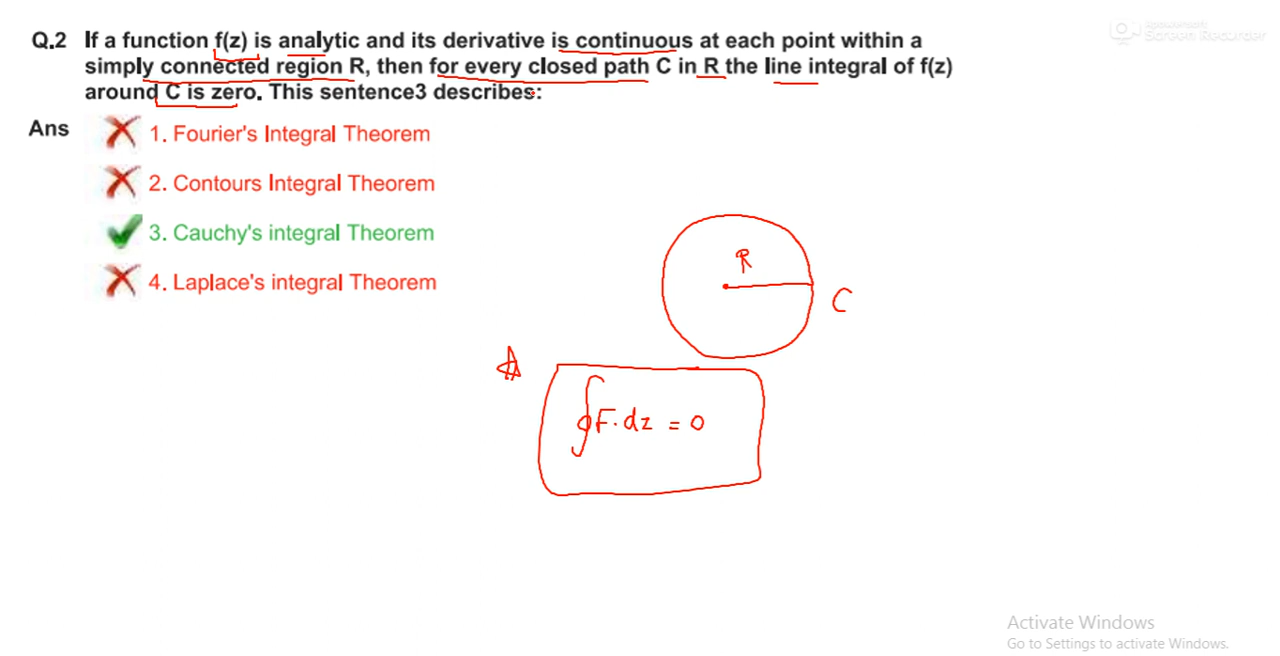 Q.2 If a function f(z) is analytic and its derivative is continuous at each point within a
simply connected region R, then for every closed path C in R the line integral of f(z)
around C is zero. This sentence3 describes:
Ans
1. Fourier's Integral Theorem
2. Contours Integral Theorem
3. Cauchy's integral Theorem
4. Laplace's integral Theorem
R
C
∮F.dz = 0
Screen Recorder
Activate Windows
Go to Settings to activate Windows.